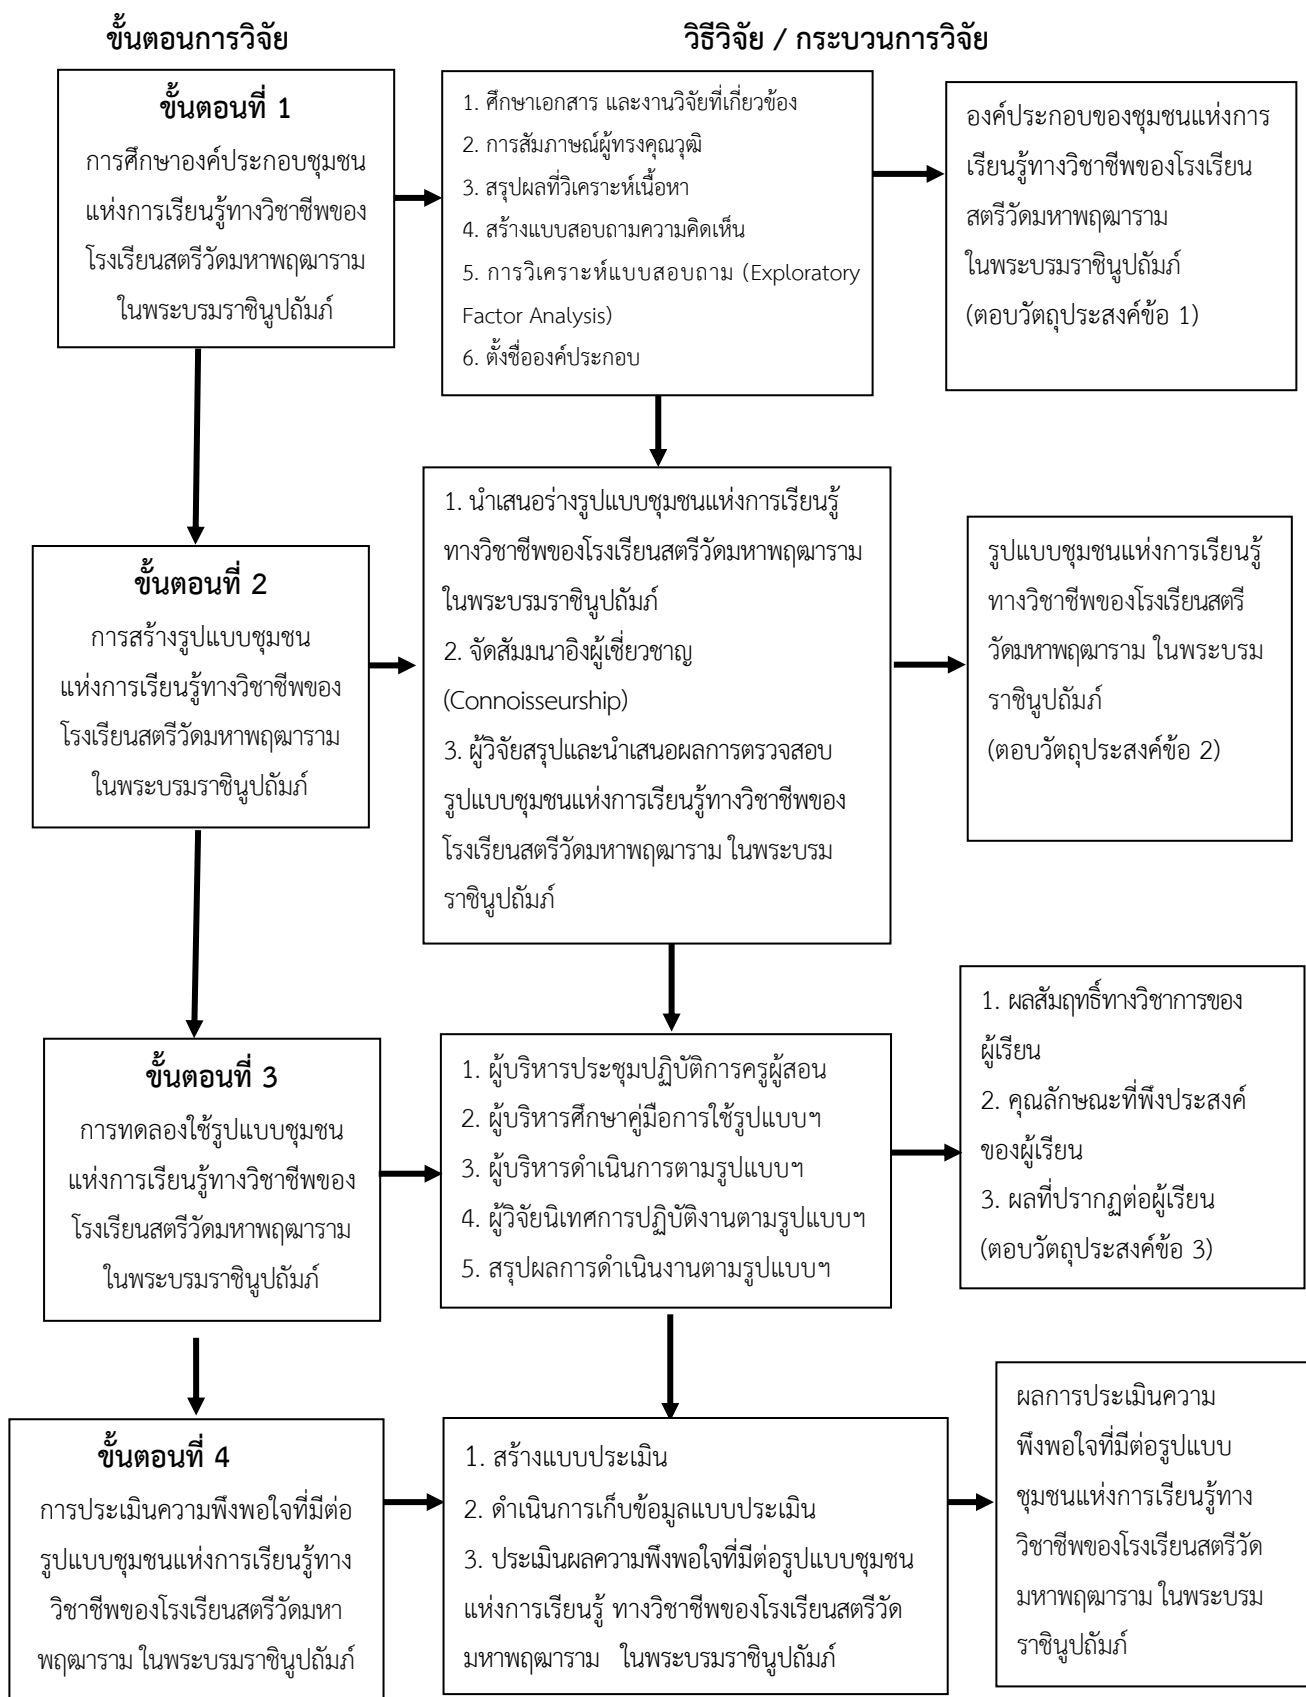 ขั้นตอนการวิจัย
วิธีวิจัย / กระบวนการวิจัย
ขั้นตอนที่ 1
การศึกษาองค์ประกอบชุมชน
แห่งการเรียนรู้ทางวิชาชีพของ
โรงเรียนสตรีวัดมหาพฤฒาราม
ในพระบรมราชินูปถัมภ์
1. ศึกษาเอกสาร และงานวิจัยที่เกี่ยวข้อง
2. การสัมภาษณ์ผู้ทรงคุณวุฒิ
3. สรุปผลที่วิเคราะห์เนื้อหา
4. สร้างแบบสอบถามความคิดเห็น
5. การวิเคราะห์แบบสอบถาม (Exploratory
Factor Analysis)
6. ตั้งชื่อองค์ประกอบ
องค์ประกอบของชุมชนแห่งการ
เรียนรู้ทางวิชาชีพของโรงเรียน
สตรีวัดมหาพฤฒาราม
ในพระบรมราชินูปถัมภ์
(ตอบวัตถุประสงค์ข้อ 1)
ขั้นตอนที่ 2
การสร้างรูปแบบชุมชน
แห่งการเรียนรู้ทางวิชาชีพของ
โรงเรียนสตรีวัดมหาพฤฒาราม
ในพระบรมราชินูปถัมภ์
1. นำเสนอร่างรูปแบบชุมชนแห่งการเรียนรู้
ทางวิชาชีพของโรงเรียนสตรีวัดมหาพฤฒาราม
ในพระบรมราชินูปถัมภ์
2. จัดสัมมนาอิงผู้เชี่ยวชาญ
(Connoisseurship)
3. ผู้วิจัยสรุปและนำเสนอผลการตรวจสอบ
รูปแบบชุมชนแห่งการเรียนรู้ทางวิชาชีพของ
โรงเรียนสตรีวัดมหาพฤฒาราม ในพระบรม
ราชินูปถัมภ์
รูปแบบชุมชนแห่งการเรียนรู้
ทางวิชาชีพของโรงเรียนสตรี
วัดมหาพฤฒาราม ในพระบรม
ราชินูปถัมภ์
(ตอบวัตถุประสงค์ข้อ 2)
ขั้นตอนที่ 3
การทดลองใช้รูปแบบชุมชน
แห่งการเรียนรู้ทางวิชาชีพของ
โรงเรียนสตรีวัดมหาพฤฒาราม
ในพระบรมราชินูปถัมภ์
1. ผู้บริหารประชุมปฏิบัติการครูผู้สอน
2. ผู้บริหารศึกษาคู่มือการใช้รูปแบบฯ
3. ผู้บริหารดำเนินการตามรูปแบบฯ
4. ผู้วิจัยนิเทศการปฏิบัติงานตามรูปแบบฯ
5. สรุปผลการดำเนินงานตามรูปแบบฯ
1. ผลสัมฤทธิ์ทางวิชาการของ
ผู้เรียน
2. คุณลักษณะที่พึงประสงค์
ของผู้เรียน
3. ผลที่ปรากฏต่อผู้เรียน
(ตอบวัตถุประสงค์ข้อ 3)
ขั้นตอนที่ 4
การประเมินความพึงพอใจที่มีต่อ
รูปแบบชุมชนแห่งการเรียนรู้ทาง
วิชาชีพของโรงเรียนสตรีวัดมหา
พฤฒาราม ในพระบรมราชินูปถัมภ์
1. สร้างแบบประเมิน
2. ดำเนินการเก็บข้อมูลแบบประเมิน
3. ประเมินผลความพึงพอใจที่มีต่อรูปแบบชุมชน
แห่งการเรียนรู้ ทางวิชาชีพของโรงเรียนสตรีวัด
มหาพฤฒาราม ในพระบรมราชินูปถัมภ์
ผลการประเมินความ
พึงพอใจที่มีต่อรูปแบบ
ชุมชนแห่งการเรียนรู้ทาง
วิชาชีพของโรงเรียนสตรีวัด
มหาพฤฒาราม ในพระบรม
ราชินูปถัมภ์